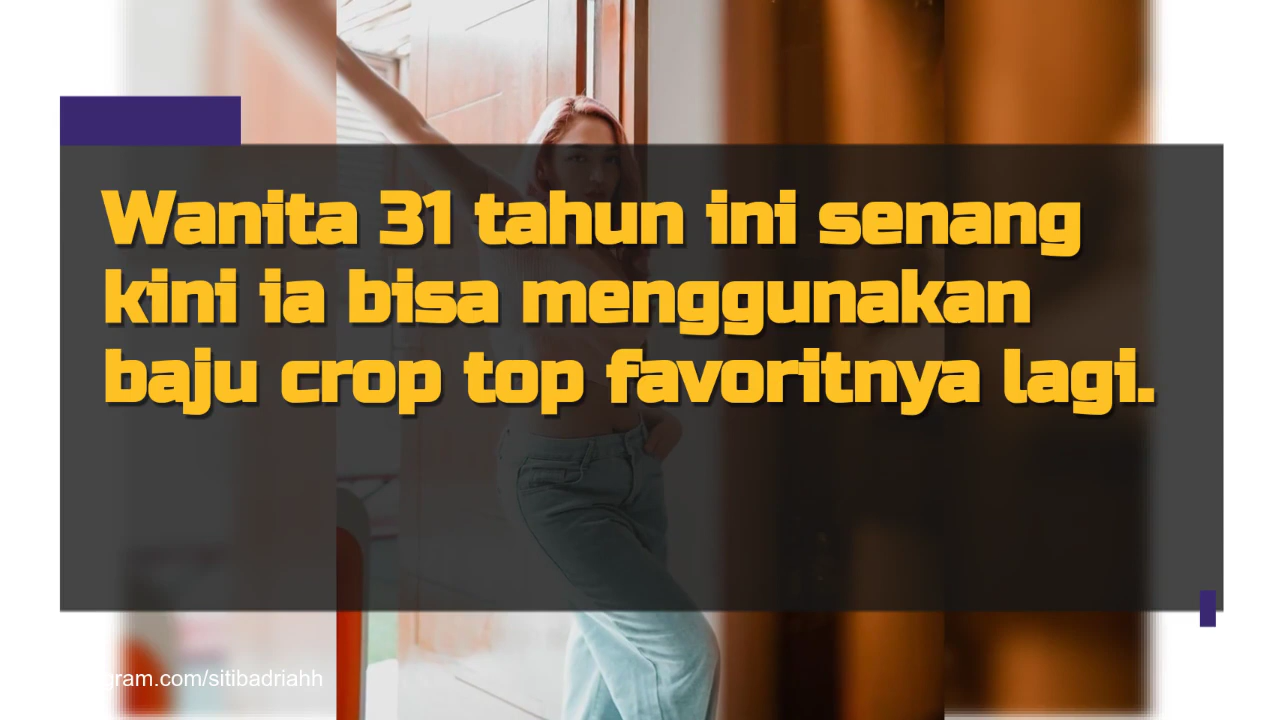 Wanita 31 tahun ini senang
kini ia bisa menggunakan
baju crop top favoritnya lagi.
gram.com/sitibadriahh